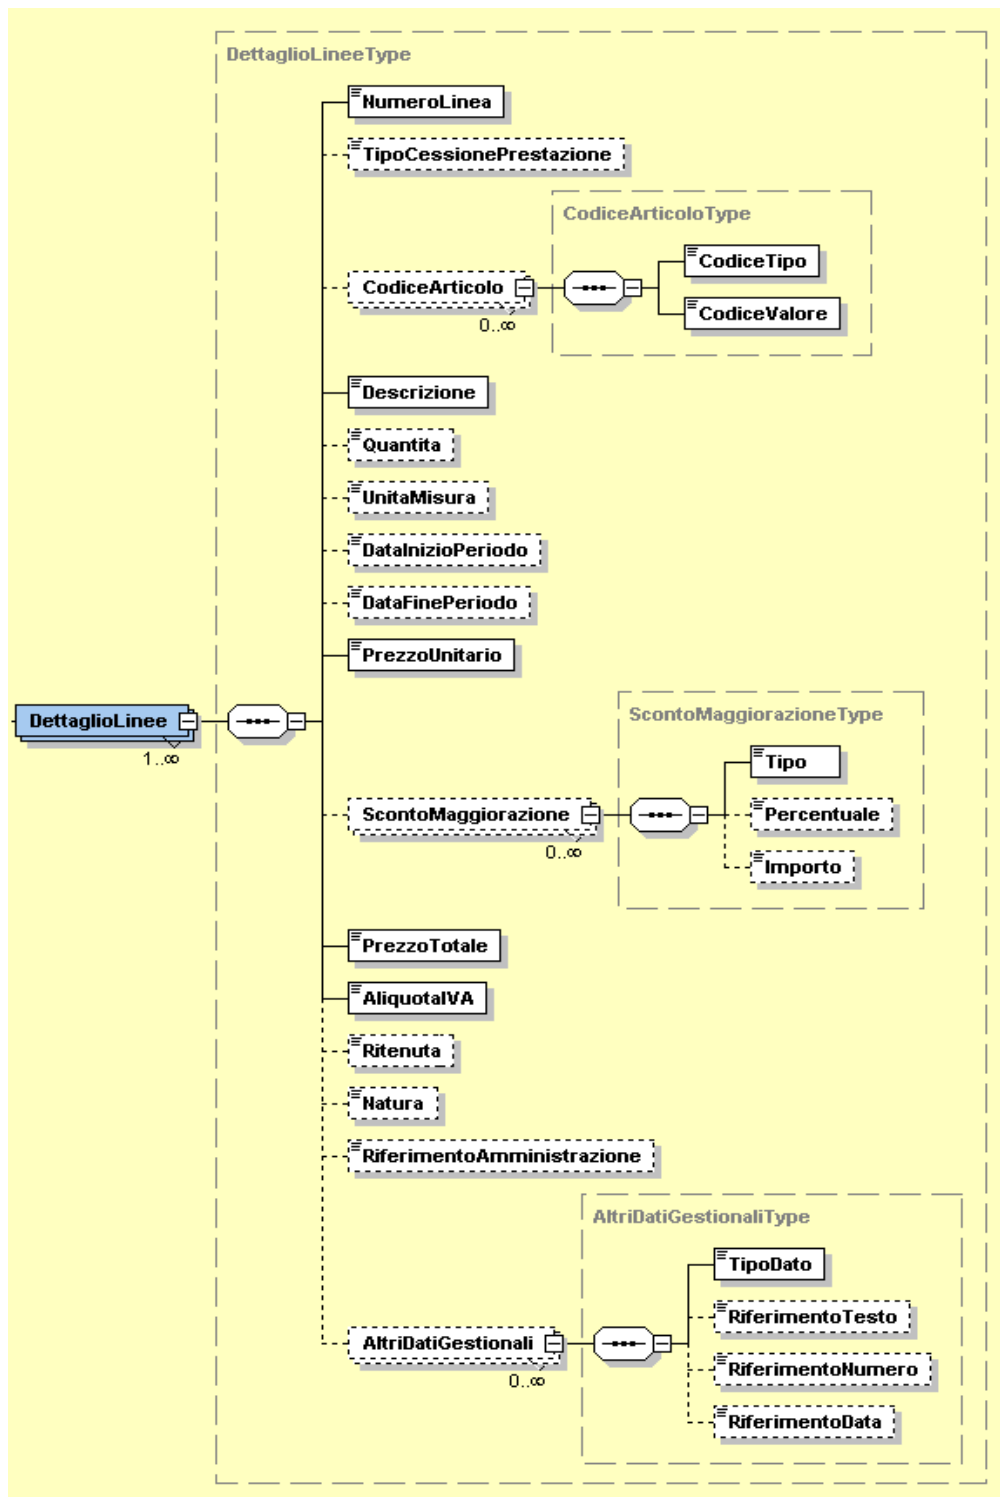 DettaglioLineeType
NumeroLinea
TipoCessionePrestazione
CodiceArticoloType
CodiceTipo
CodiceArticolo
CodiceValore
0..∞
Descrizione
Quantita
UnitaMisura
DataInizioPeriodo
DataFinePeriodo
PrezzoUnitario
DettaglioLinee
1..∞
ScontoMaggiorazioneType
Tipo
ScontoMaggiorazione
Percentuale
0..∞
Importo
PrezzoTotale
AliquotaIVA
Ritenuta
Natura
RiferimentoAmministrazione
AltriDatiGestionaliType
TipoDato
RiferimentoTesto
AltriDatiGestionali
0..∞
RiferimentoNumero
RiferimentoData